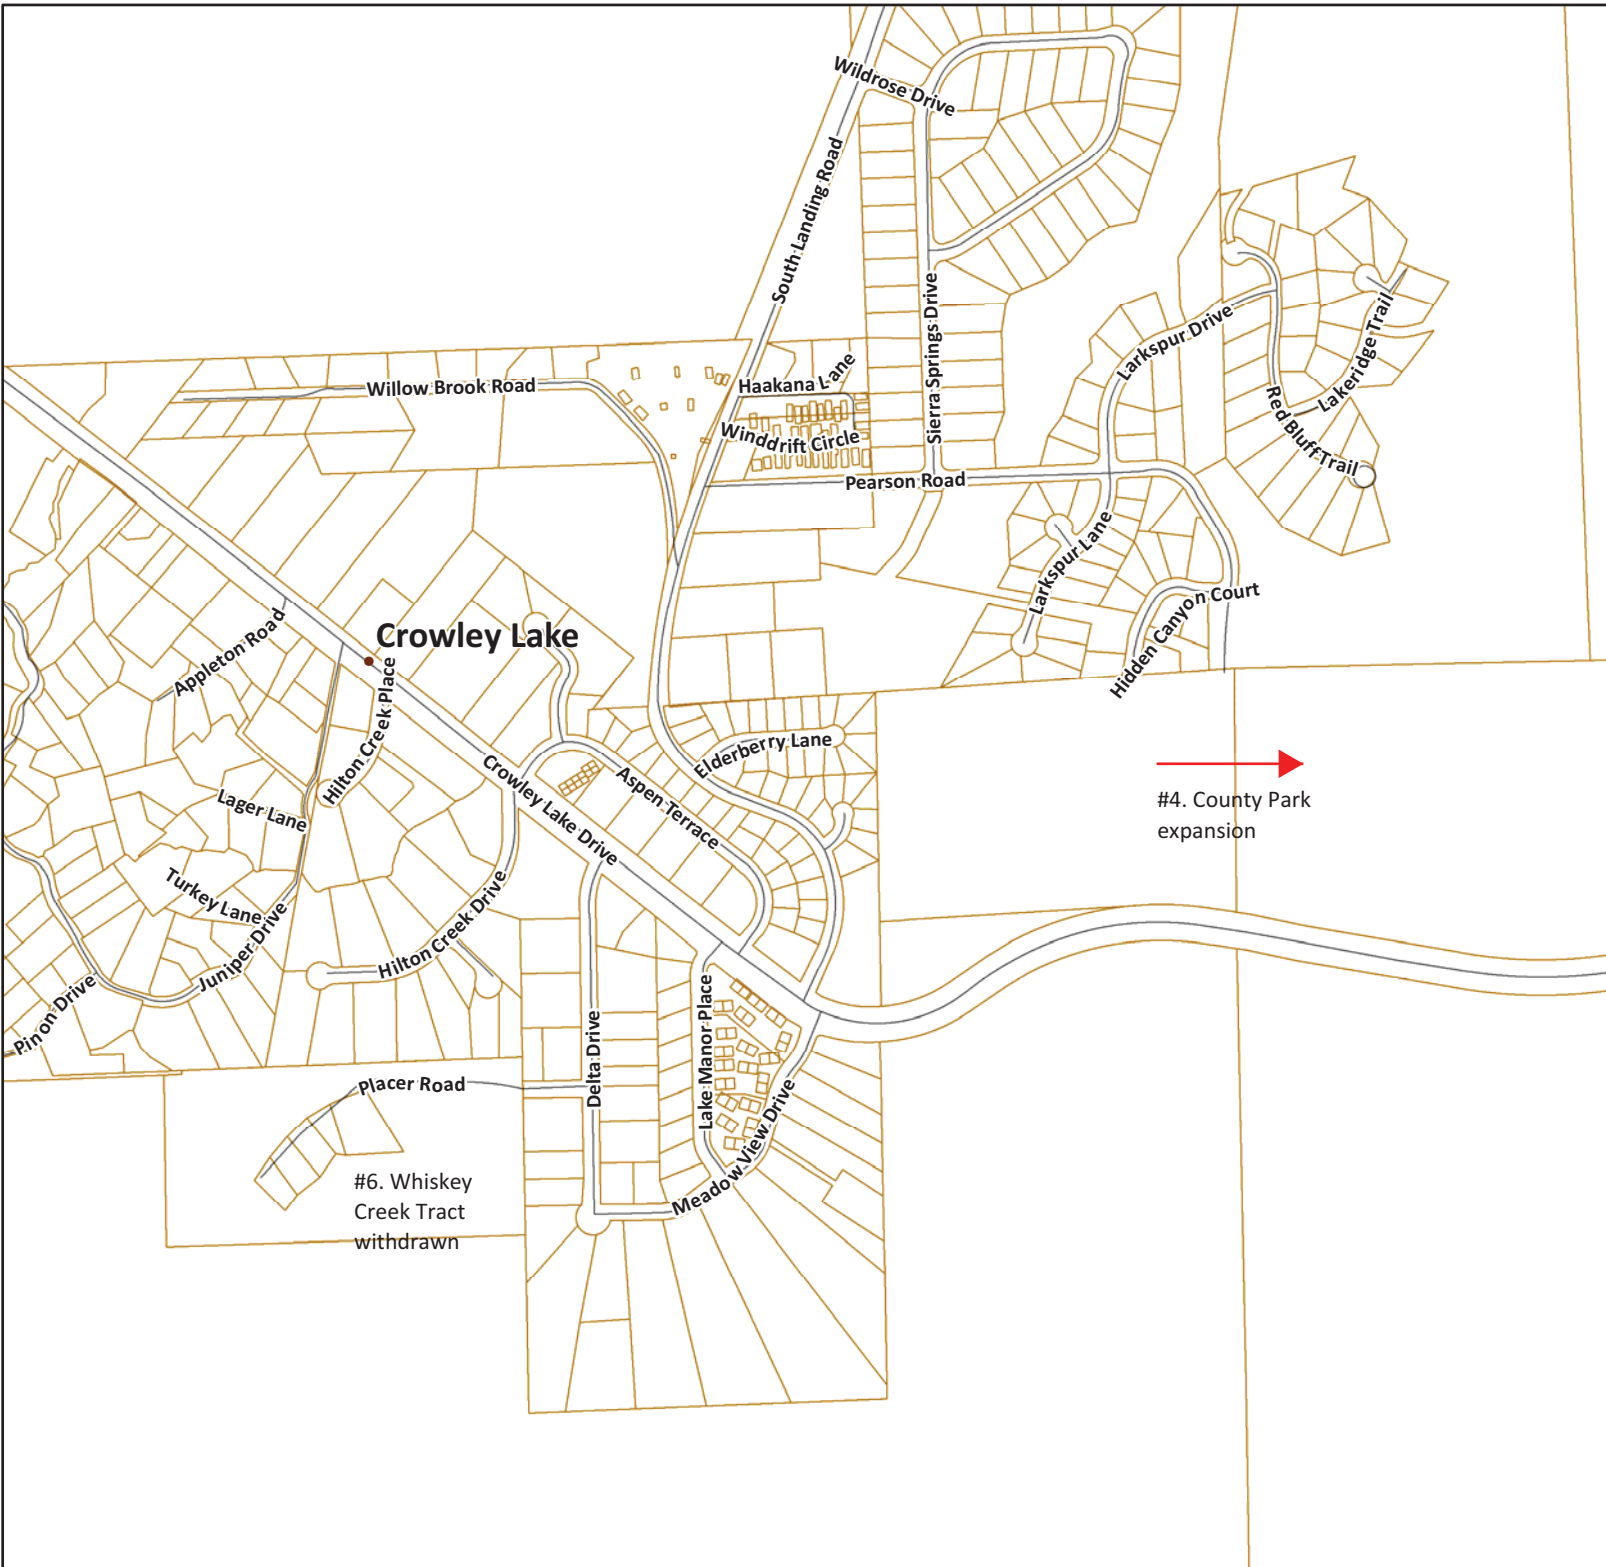 Wildrose Drive
South Landing Road
Sierra Springs Drive
Larkspur Drive
Lakeridge Trail
Red Bluff Trail
Willow Brook Road
Haakana Lane
Winddrift Circle
Pearson Road
Larkspur Lane
Hidden Canyon Court
Appleton Road
Crowley Lake
Hilton Creek Place
Elderberry Lane
Aspen Terrace
Crowley Lake Drive
Lager Lane
Turkey Lane
Juniper Drive
Hilton Creek Drive
Pinon Drive
#4. County Park
expansion
Placer Road
Delta Drive
Lake Manor Place
Meadow View Drive
#6. Whiskey
Creek Tract
withdrawn